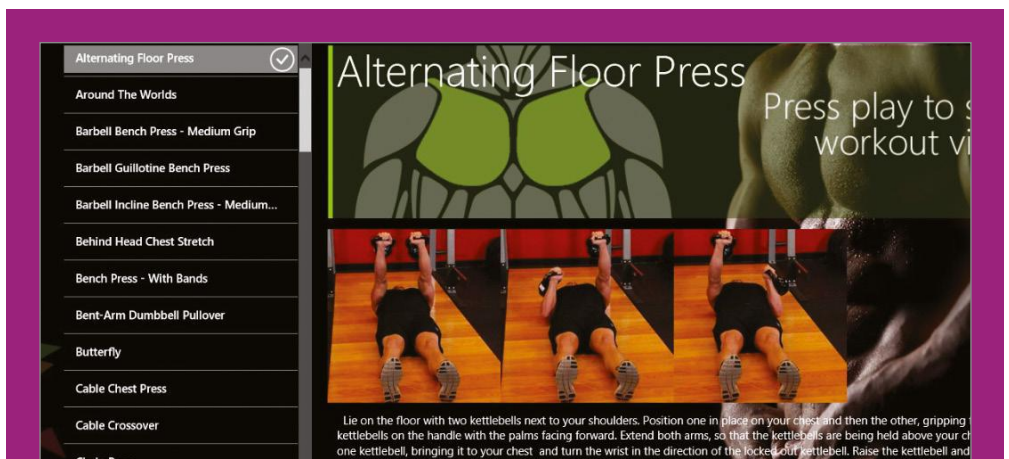 Alternating Floor Press
Around The Worlds
Barbell Bench Press - Medium Grip
Barbell Guillotine Bench Press
Barbell Incline Bench Press - Medium...
Behind Head Chest Stretch
Bench Press - With Bands
Bent-Arm Dumbbell Pullover
Butterfly
Cable Chest Press
Cable Crossover
Alternating Floor Press
Press play to
workout
Lie on the floor with two kettlebells next to your shoulders. Position one in place on your chest and then the other, gripping
kettlebells on the handle with the palms facing forward. Extend both arms, so that the kettlebells are being held above your
one kettlebell, bringing it to your chest and turn the wrist in the direction of the locked out kettlebell. Raise the kettlebell and